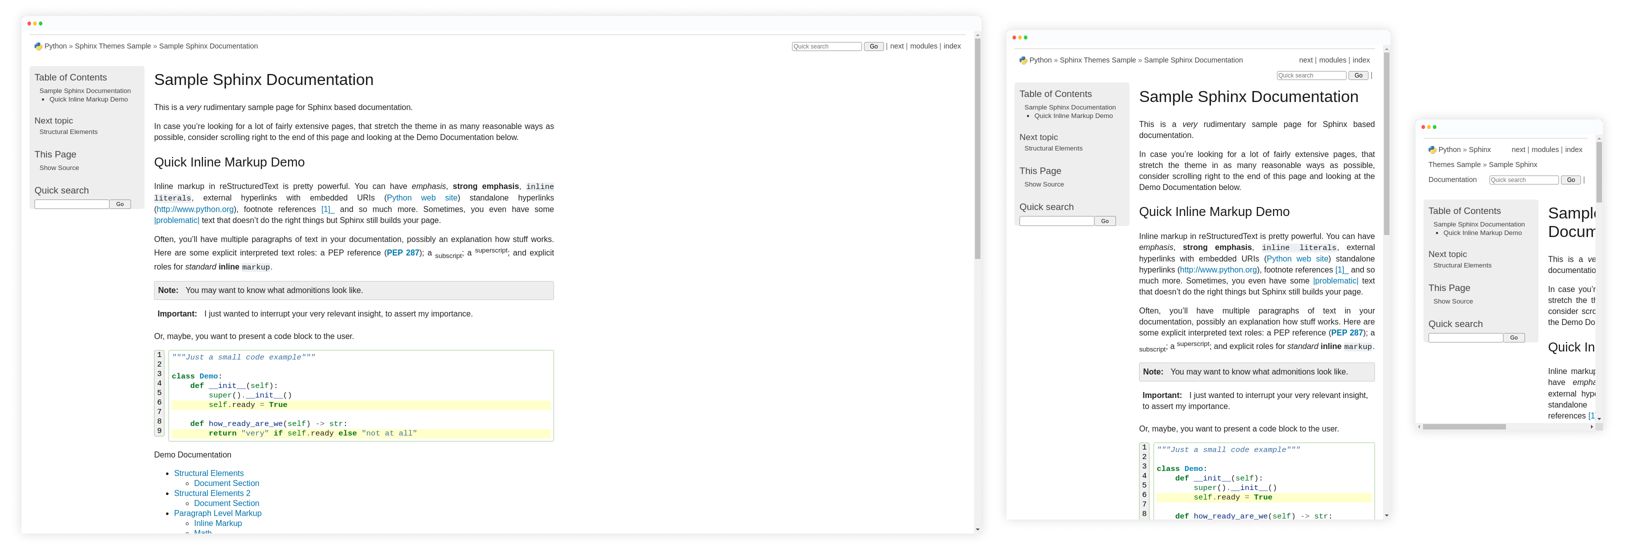 Python » Sphinx Themes Sample » Sample Sphinx Documentation
Quick search Go | next | modules | index
Table of Contents
Sample Sphinx Documentation
Quick Inline Markup Demo
Next topic
Structural Elements
This Page
Show Source
Quick search
Go
Sample Sphinx Documentation
This is a very rudimentary sample page for Sphinx based documentation.
In case you're looking for a lot of fairly extensive pages, that stretch the theme in as many reasonable ways as
possible, consider scrolling right to the end of this page and looking at the Demo Documentation below.
Quick Inline Markup Demo
Inline markup in reStructuredText is pretty powerful. You can have emphasis, strong emphasis, inline
literals, external hyperlinks with embedded URIs (Python web site) standalone hyperlinks
(http://www.python.org), footnote references [1]_ and so much more. Sometimes, you even have some
|problematic| text that doesn't do the right things but Sphinx still builds your page.
Often, you'll have multiple paragraphs of text in your documentation, possibly an explanation how stuff works.
Here are some explicit interpreted text roles: a PEP reference (PEP 287); a subscript; a superscript; and explicit
roles for standard inline markup.
Note: You may want to know what admonitions look like.
Important: I just wanted to interrupt your very relevant insight, to assert my importance.
Or, maybe, you want to present a code block to the user.
1 """Just a small code example"""
2
3 class Demo:
4 def __init__(self):
5 super().__init__()
6 self.ready = True
7
8 def how_ready_are_we(self) -> str:
9 return "very" if self.ready else "not at all"
Demo Documentation
Structural Elements
Document Section
Structural Elements 2
Document Section
Paragraph Level Markup
Inline Markup
Math
Python » Sphinx Themes Sample » Sample Sphinx Documentation
next | modules | index
Quick search Go |
Table of Contents
Sample Sphinx Documentation
Quick Inline Markup Demo
Next topic
Structural Elements
This Page
Show Source
Quick search
Go
Sample Sphinx Documentation
This is a very rudimentary sample page for Sphinx based
documentation.
In case you're looking for a lot of fairly extensive pages, that
stretch the theme in as many reasonable ways as possible,
consider scrolling right to the end of this page and looking at the
Demo Documentation below.
Quick Inline Markup Demo
Inline markup in reStructuredText is pretty powerful. You can have
emphasis, strong emphasis, inline literals, external
hyperlinks with embedded URIs (Python web site) standalone
hyperlinks (http://www.python.org), footnote references [1]_ and so
much more. Sometimes, you even have some |problematic| text
that doesn't do the right things but Sphinx still builds your page.
Often, you'll have multiple paragraphs of text in your
documentation, possibly an explanation how stuff works. Here are
some explicit interpreted text roles: a PEP reference (PEP 287); a
subscript; a superscript; and explicit roles for standard inline markup.
Note: You may want to know what admonitions look like.
Important: I just wanted to interrupt your very relevant insight,
to assert my importance.
Or, maybe, you want to present a code block to the user.
1 """Just a small code example"""
2
3 class Demo:
4 def __init__(self):
5 super().__init__()
6 self.ready = True
7
8 def how_ready_are_we(self) -> str:
Python » Sphinx
next | modules | index
Themes Sample » Sample Sphinx
Documentation
Quick search Go |
Table of Contents
Sample Sphinx Documentation
Quick Inline Markup Demo
Next topic
Structural Elements
This Page
Show Source
Quick search
Go
Sample
Docum
This is a ve
documentatio
In case you'r
stretch the th
consider scro
the Demo Do
Quick In
Inline markup
have empha
external hype
standalone
references [1]